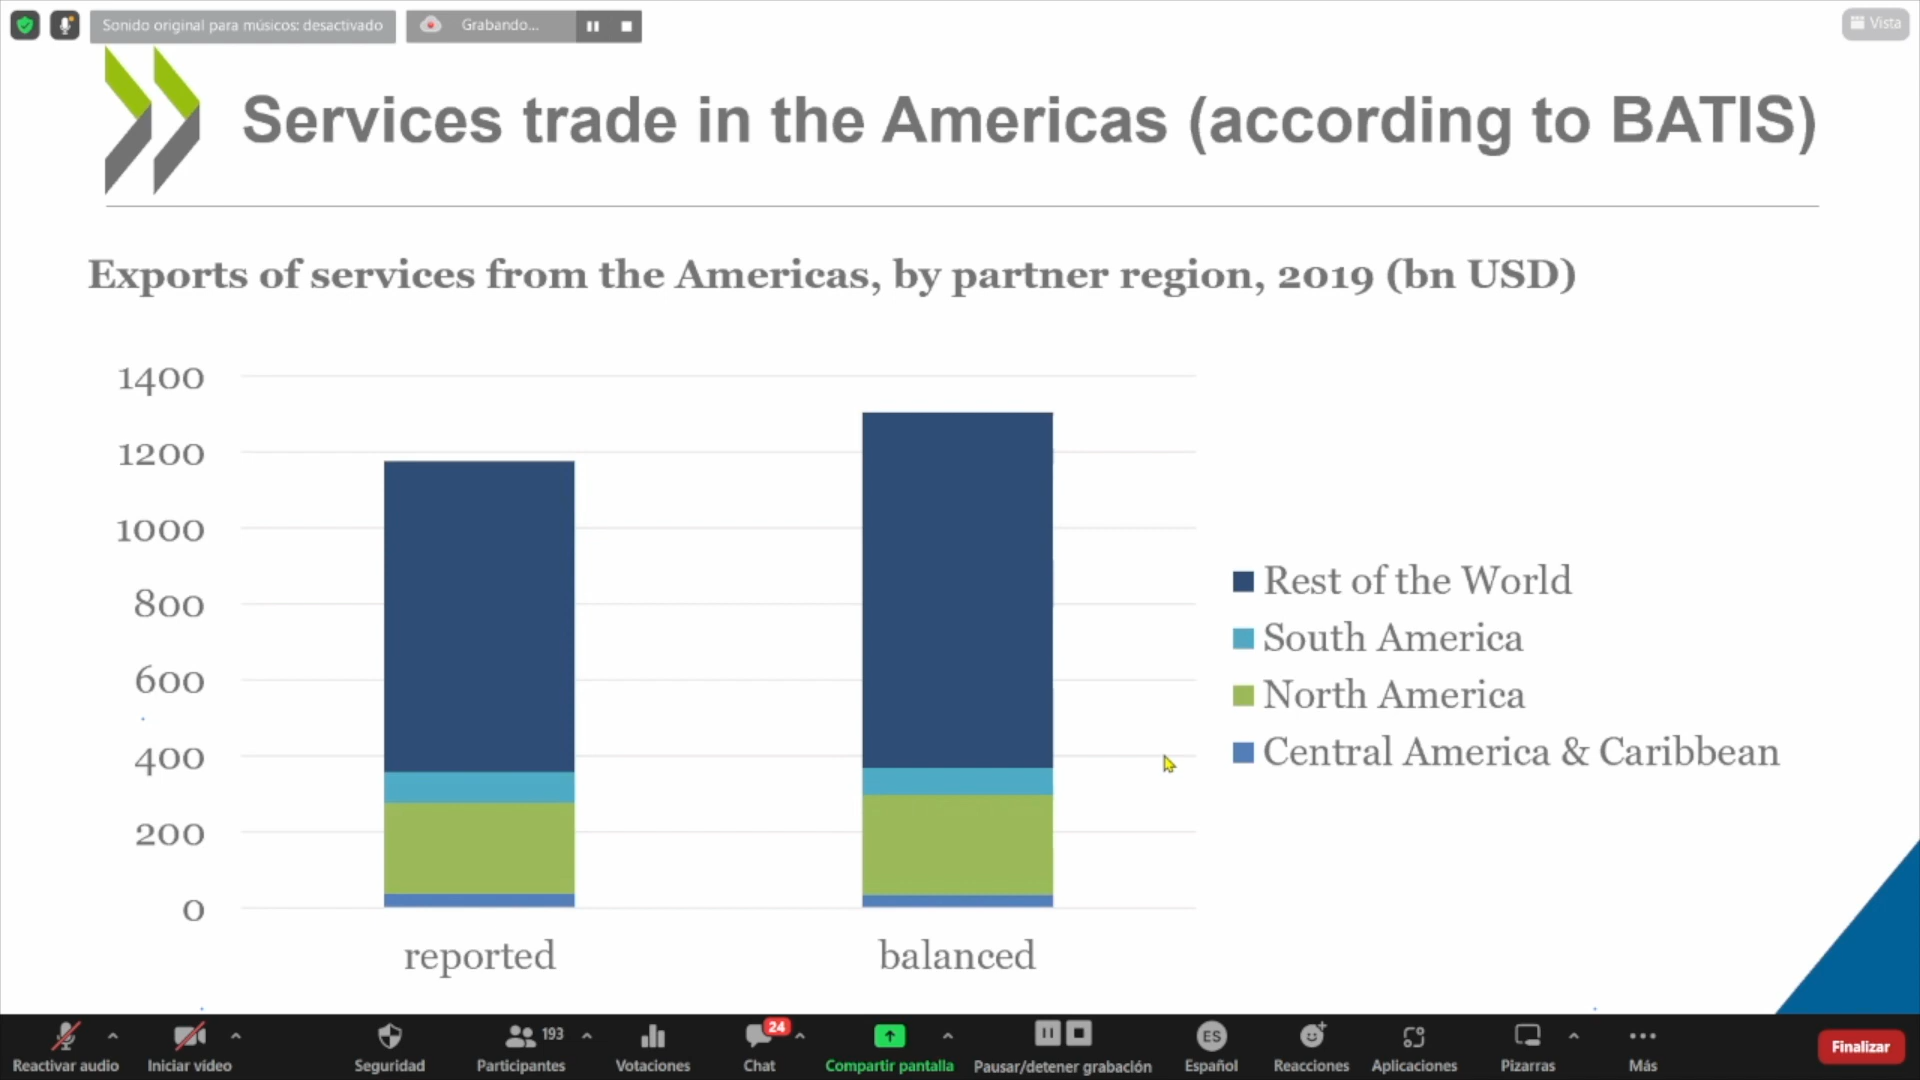 Sonido original para músicos: desactivado
Grabando...
Vista
Services trade in the Americas (according to BATIS)
Exports of services from the Americas, by partner region, 2019 (bn USD)
1400
1200
1000
800
600
400
200
0
reported
balanced
Rest of the World
South America
North America
Central America & Caribbean
193
24
ES
Reactivar audio
Iniciar vídeo
Seguridad
Participantes
Votaciones
Chat
Compartir pantalla
Pausar/detener grabación
Español
Reacciones
Aplicaciones
Pizarras
Más
Finalizar